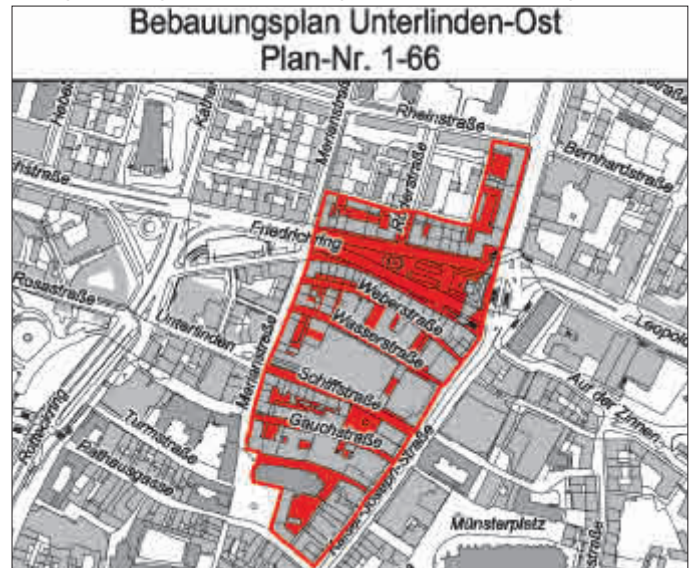 Bebauungsplan Unterlinden-Ost
Plan-Nr. 1-66
Merianstraße
Rheinstraße
Bernhardstraße
Friedrichring
Rosastraße
Unterlinden
Weberstraße
Wasserstraße
Merianstraße
Schiffstraße
Auf der Zinnen
Turmstraße
Gauchstraße
Rotteckring
Rathausgasse
Münsterplatz